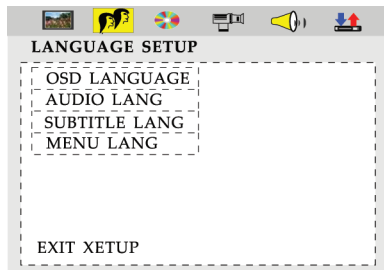 LANGUAGE SETUP
OSD LANGUAGE
AUDIO LANG
SUBTITLE LANG
MENU LANG
EXIT XETUP